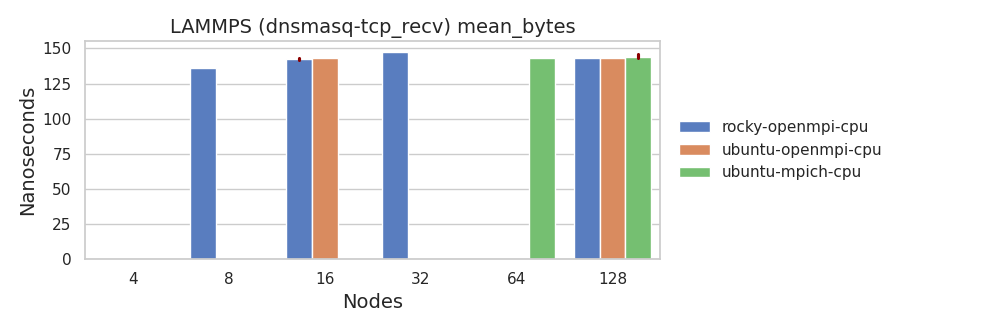 LAMMPS (dnsmasq-tcp_recv) mean_bytes
Nanoseconds
150
125
100
75
50
25
0
4 8 16 32 64 128
Nodes
rocky-openmpi-cpu
ubuntu-openmpi-cpu
ubuntu-mpich-cpu